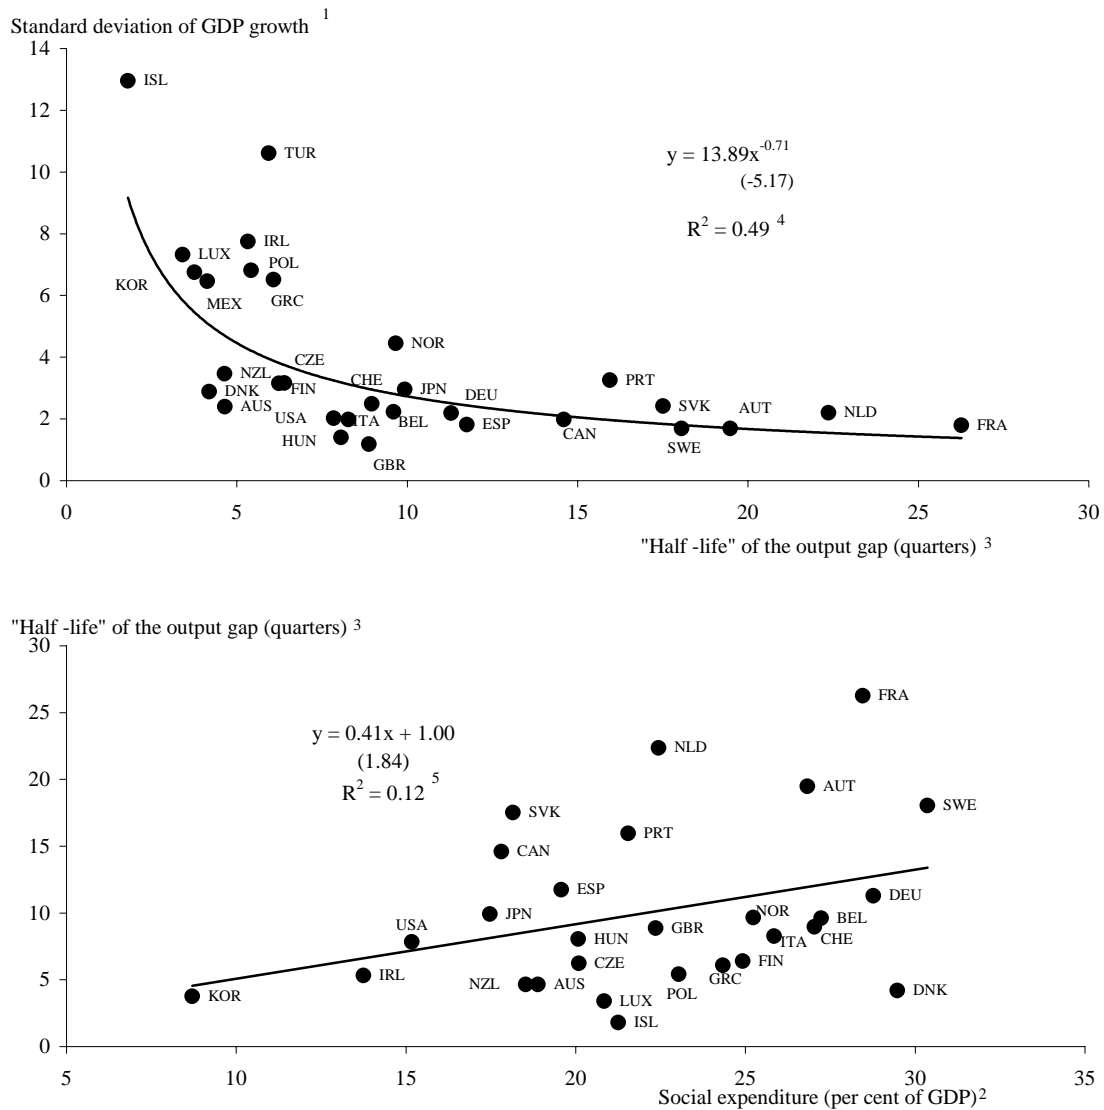 Standard deviation of GDP growth 1
14
ISL
12
TUR
y = 13.89x^-0.71
10
(-5.17)
R² = 0.49 4
8
IRL
LUX
POL
KOR
6
MEX
GRC
NOR
4
CZE
NZL
CHE
JPN
DEU
PRT
FIN
DNK
SVK
AUT
NLD
AUS
2
USA
ITA
BEL
ESP
CAN
FRA
HUN
SWE
GBR
0
0 5 10 15 20 25 30
"Half -life" of the output gap (quarters) 3
"Half -life" of the output gap (quarters) 3
30
FRA
25
y = 0.41x + 1.00
NLD
(1.84)
20
R² = 0.12 5
AUT
SWE
SVK
PRT
15
CAN
ESP
DEU
JPN
NOR
BEL
10
USA
GBR
HUN
ITA
CHE
CZE
FIN
IRL
NZL
AUS
POL
GRC
5
KOR
LUX
DNK
ISL
0
5 10 15 20 25 30 35
Social expenditure (per cent of GDP)2